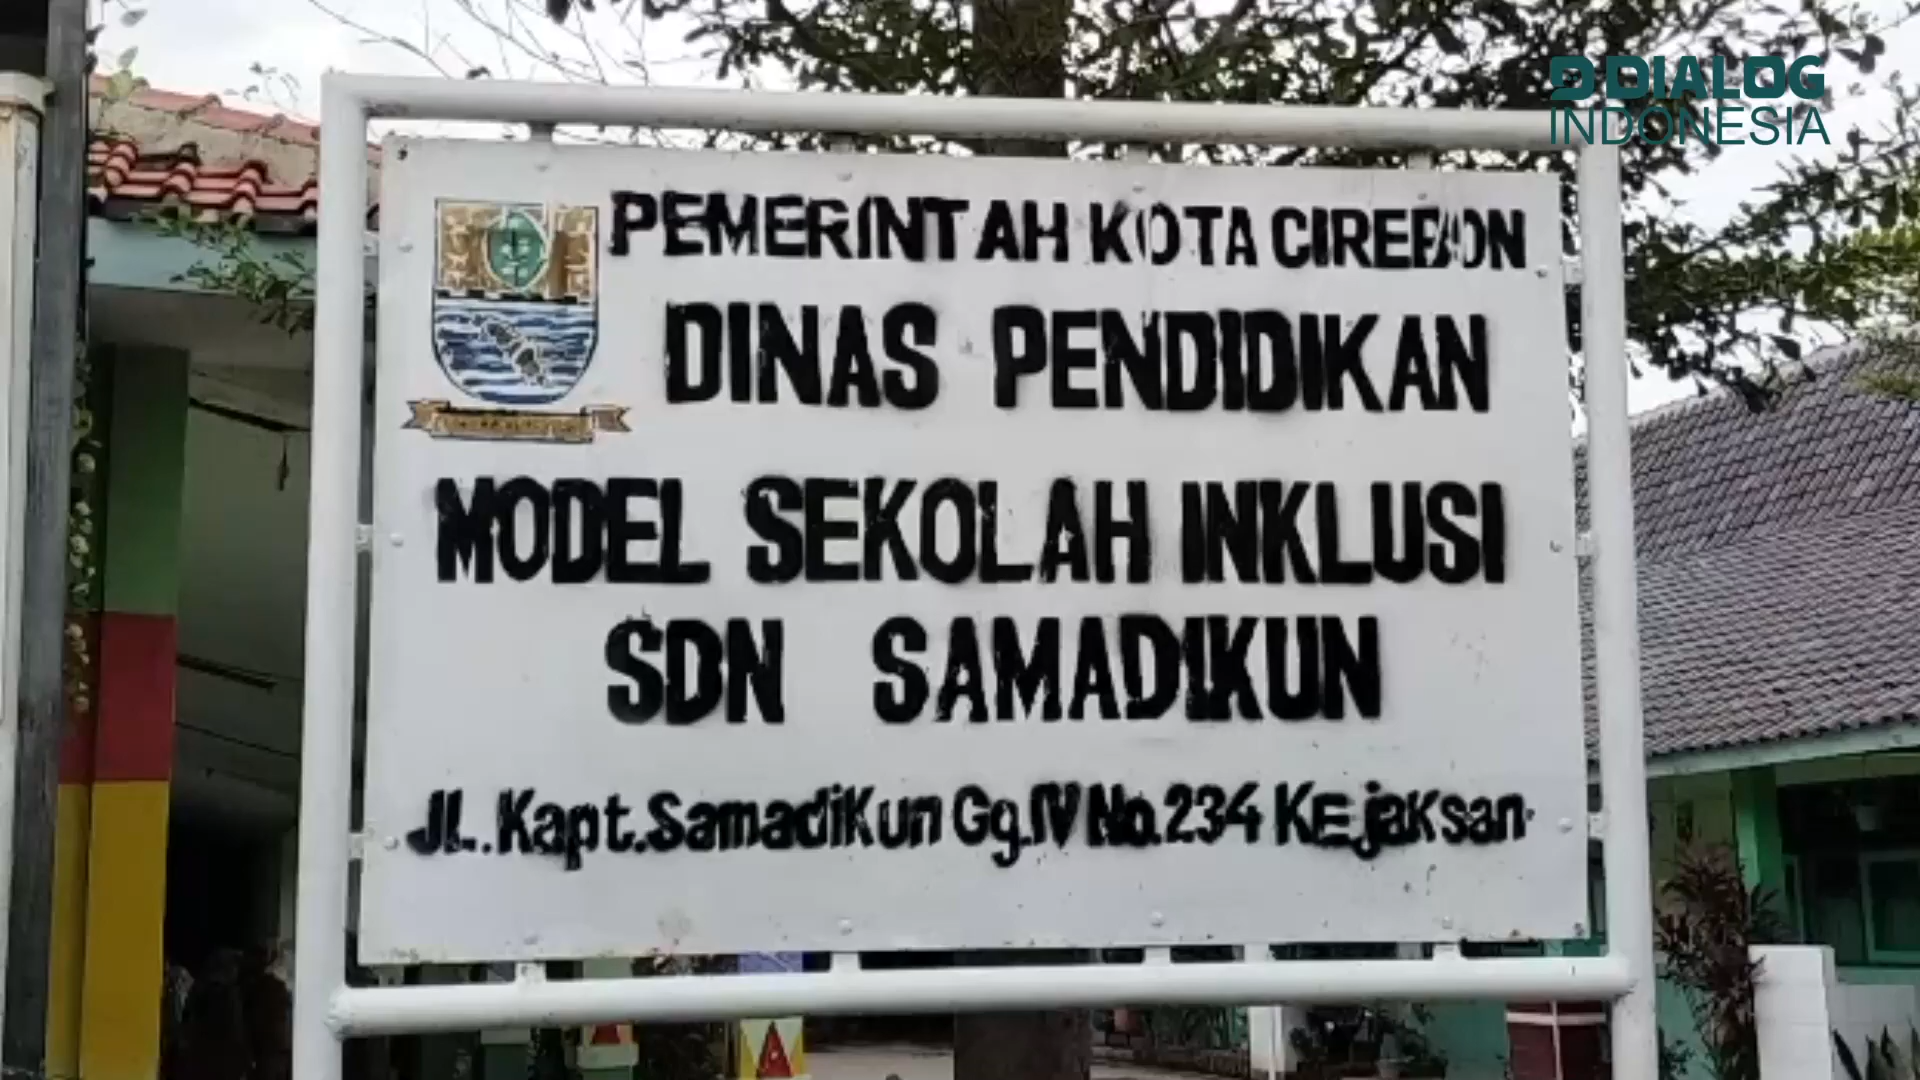 DIALOG
INDONESIA
PEMERINTAH KOTA CIREBON
DINAS PENDIDIKAN
MODEL SEKOLAH INKLUSI
SDN SAMADIKUN
JL. Kapt. SamadiKun Gg. IV No. 234 KEjaKsan